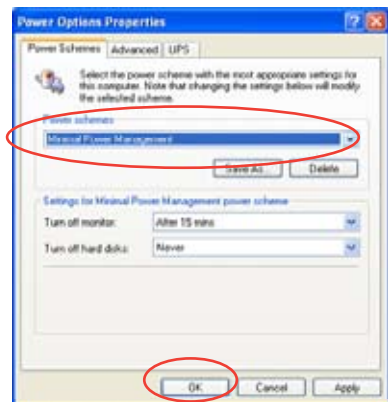 Power Options Properties
Power Schemes Advanced UPS
Select the power scheme with the most appropriate settings for
this computer. Note that changing the settings below will modify
the selected scheme.
Power schemes
Minimal Power Management
Save As... Delete
Settings for Minimal Power Management power scheme
Turn off monitor: After 15 mins
Turn off hard disks: Never
OK Cancel Apply